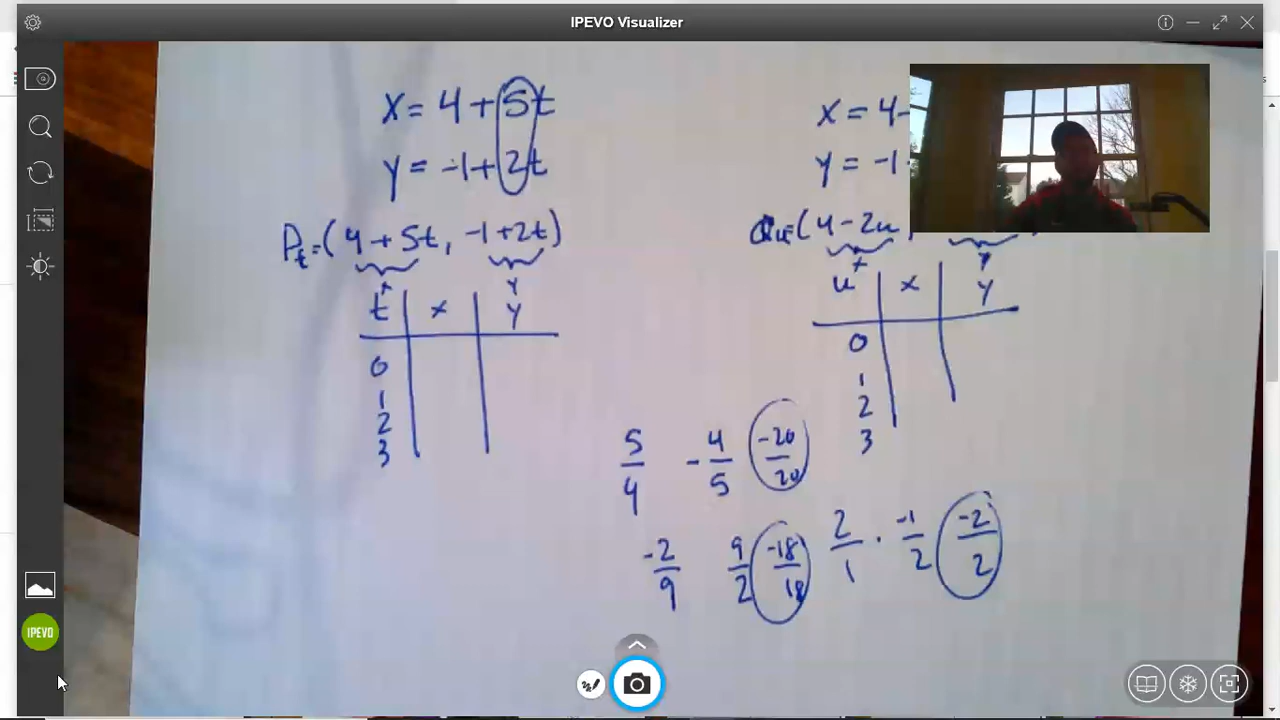 IPEVO Visualizer
x = 4 + 5t
y = -1 + 2t
P_t = (4 + 5t, -1 + 2t)
t x y
0
1
2
3
x = 4 -
y = -1
Qu = (4 - 2u,
u x y
0
1
2
3
5/4 -4/5 -20/20
-2/9 9/2 -18/18
2/1 · -1/2 -2/2
IPEVO